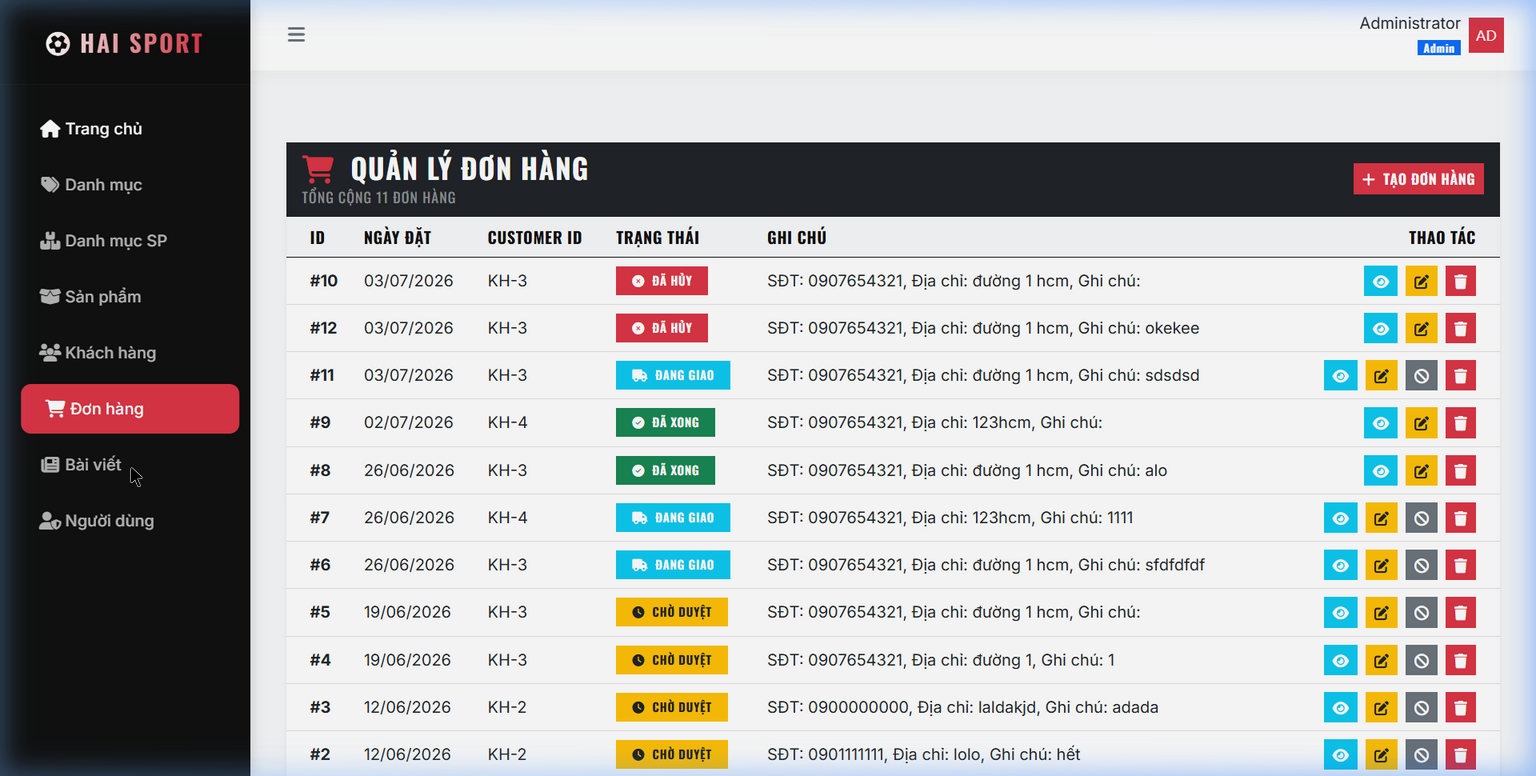 HAI SPORT
Administrator
Admin
AD
Trang chủ
Danh mục
Danh mục SP
Sản phẩm
Khách hàng
Đơn hàng
Bài viết
Người dùng
QUẢN LÝ ĐƠN HÀNG
TỔNG CỘNG 11 ĐƠN HÀNG
+ TẠO ĐƠN HÀNG
ID NGÀY ĐẶT CUSTOMER ID TRẠNG THÁI GHI CHÚ THAO TÁC
#10 03/07/2026 KH-3 ĐÃ HỦY SĐT: 0907654321, Địa chỉ: đường 1 hcm, Ghi chú:
#12 03/07/2026 KH-3 ĐÃ HỦY SĐT: 0907654321, Địa chỉ: đường 1 hcm, Ghi chú: okekee
#11 03/07/2026 KH-3 ĐANG GIAO SĐT: 0907654321, Địa chỉ: đường 1 hcm, Ghi chú: sdsdsd
#9 02/07/2026 KH-4 ĐÃ XONG SĐT: 0907654321, Địa chỉ: 123hcm, Ghi chú:
#8 26/06/2026 KH-3 ĐÃ XONG SĐT: 0907654321, Địa chỉ: đường 1 hcm, Ghi chú: alo
#7 26/06/2026 KH-4 ĐANG GIAO SĐT: 0907654321, Địa chỉ: 123hcm, Ghi chú: 1111
#6 26/06/2026 KH-3 ĐANG GIAO SĐT: 0907654321, Địa chỉ: đường 1 hcm, Ghi chú: sfdfdfdf
#5 19/06/2026 KH-3 CHỜ DUYỆT SĐT: 0907654321, Địa chỉ: đường 1 hcm, Ghi chú:
#4 19/06/2026 KH-3 CHỜ DUYỆT SĐT: 0907654321, Địa chỉ: đường 1, Ghi chú: 1
#3 12/06/2026 KH-2 CHỜ DUYỆT SĐT: 0900000000, Địa chỉ: laldakjd, Ghi chú: adada
#2 12/06/2026 KH-2 CHỜ DUYỆT SĐT: 0901111111, Địa chỉ: lolo, Ghi chú: hết